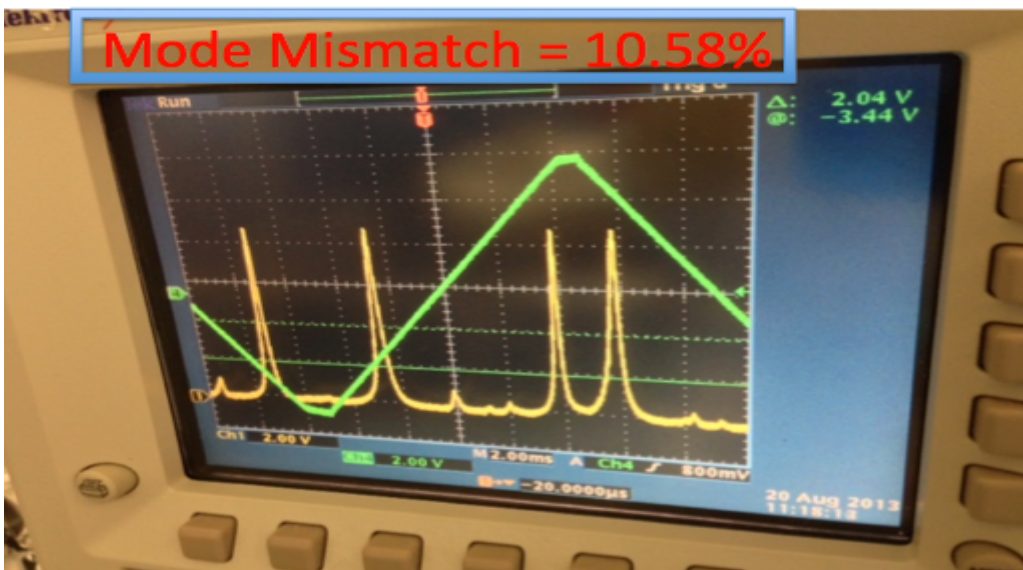 Mode Mismatch = 10.58%
Run
Δ: 2.04 V
@: -3.44 V
Ch1 2.00 V
Ch4 2.00 V
M 2.00ms A Ch4 ʃ 800mV
-20.0000µs
20 Aug 2013
11:18:13